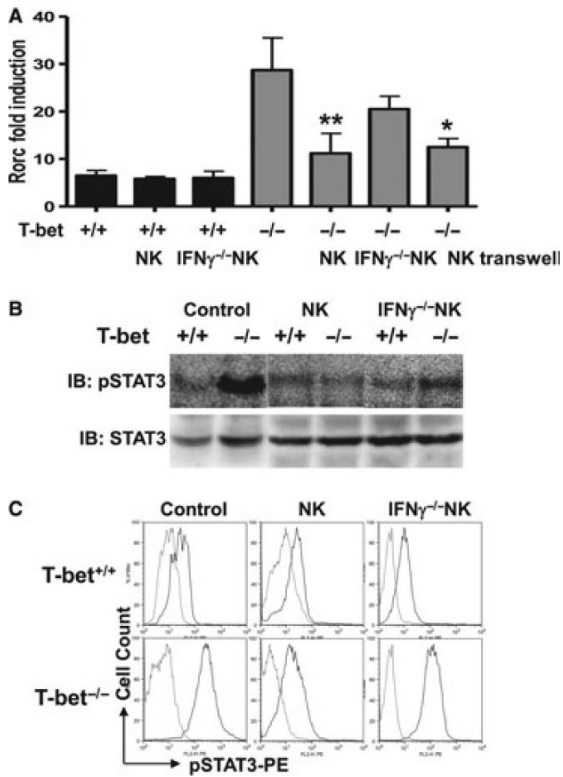 A
Rorc fold induction
40
30
20
10
0
** *
T-bet +/+ +/+ +/+ –/– –/– –/– –/–
NK IFNγ–/–NK NK IFNγ–/–NK NK transwell
B
Control NK IFNγ–/–NK
T-bet +/+ –/– +/+ –/– +/+ –/–
IB: pSTAT3
IB: STAT3
C
Control NK IFNγ–/–NK
T-bet+/+
T-bet–/–
Cell Count
pSTAT3-PE